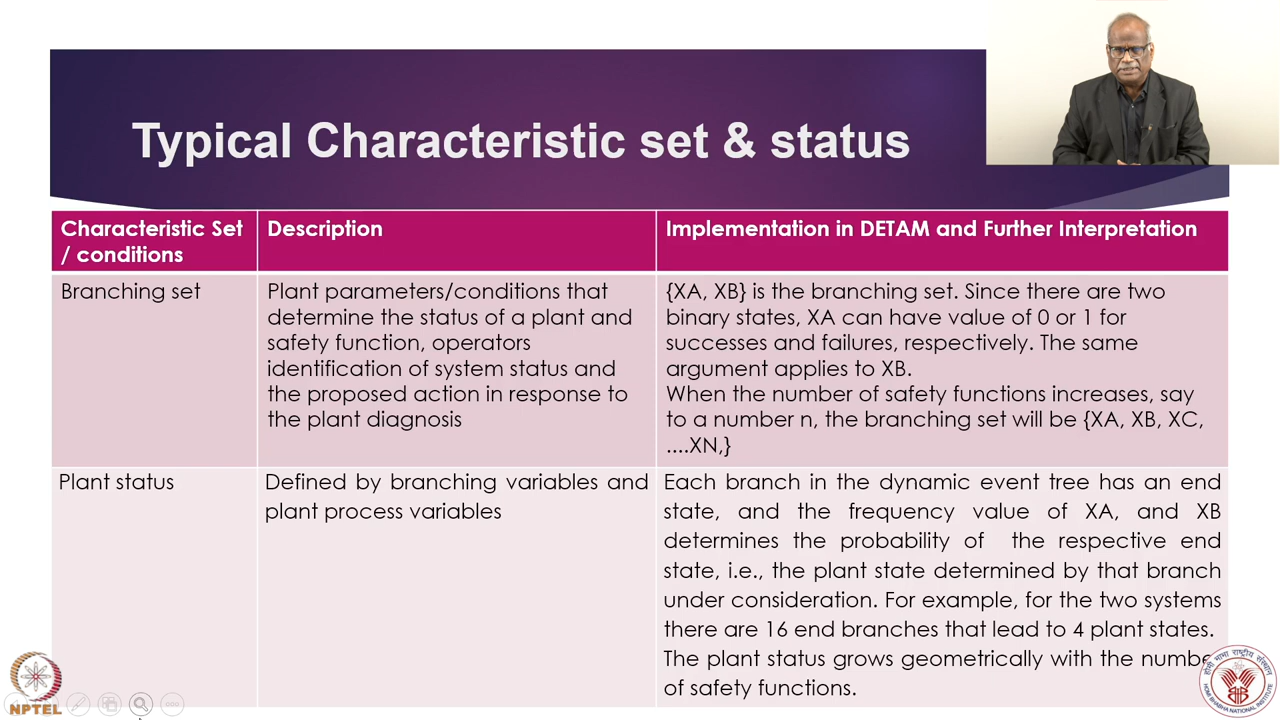 Typical Characteristic set & status
Characteristic Set
/ conditions
Description
Implementation in DETAM and Further Interpretation
Branching set
Plant parameters/conditions that
determine the status of a plant and
safety function, operators
identification of system status and
the proposed action in response to
the plant diagnosis
{XA, XB} is the branching set. Since there are two
binary states, XA can have value of 0 or 1 for
successes and failures, respectively. The same
argument applies to XB.
When the number of safety functions increases, say
to a number n, the branching set will be {XA, XB, XC,
....XN,}
Plant status
Defined by branching variables and
plant process variables
Each branch in the dynamic event tree has an end
state, and the frequency value of XA, and XB
determines the probability of the respective end
state, i.e., the plant state determined by that branch
under consideration. For example, for the two systems
there are 16 end branches that lead to 4 plant states.
The plant status grows geometrically with the number
of safety functions.
NPTEL
होमी भाभा राष्ट्रीय संस्थान
HOMI BHABHA NATIONAL INSTITUTE